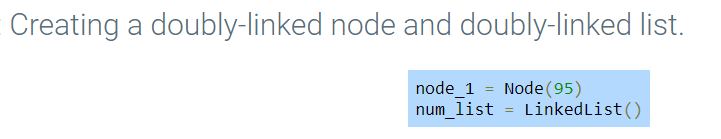 Creating a doubly-linked node and doubly-linked list.
node_1 = Node(95)
num_list = LinkedList()